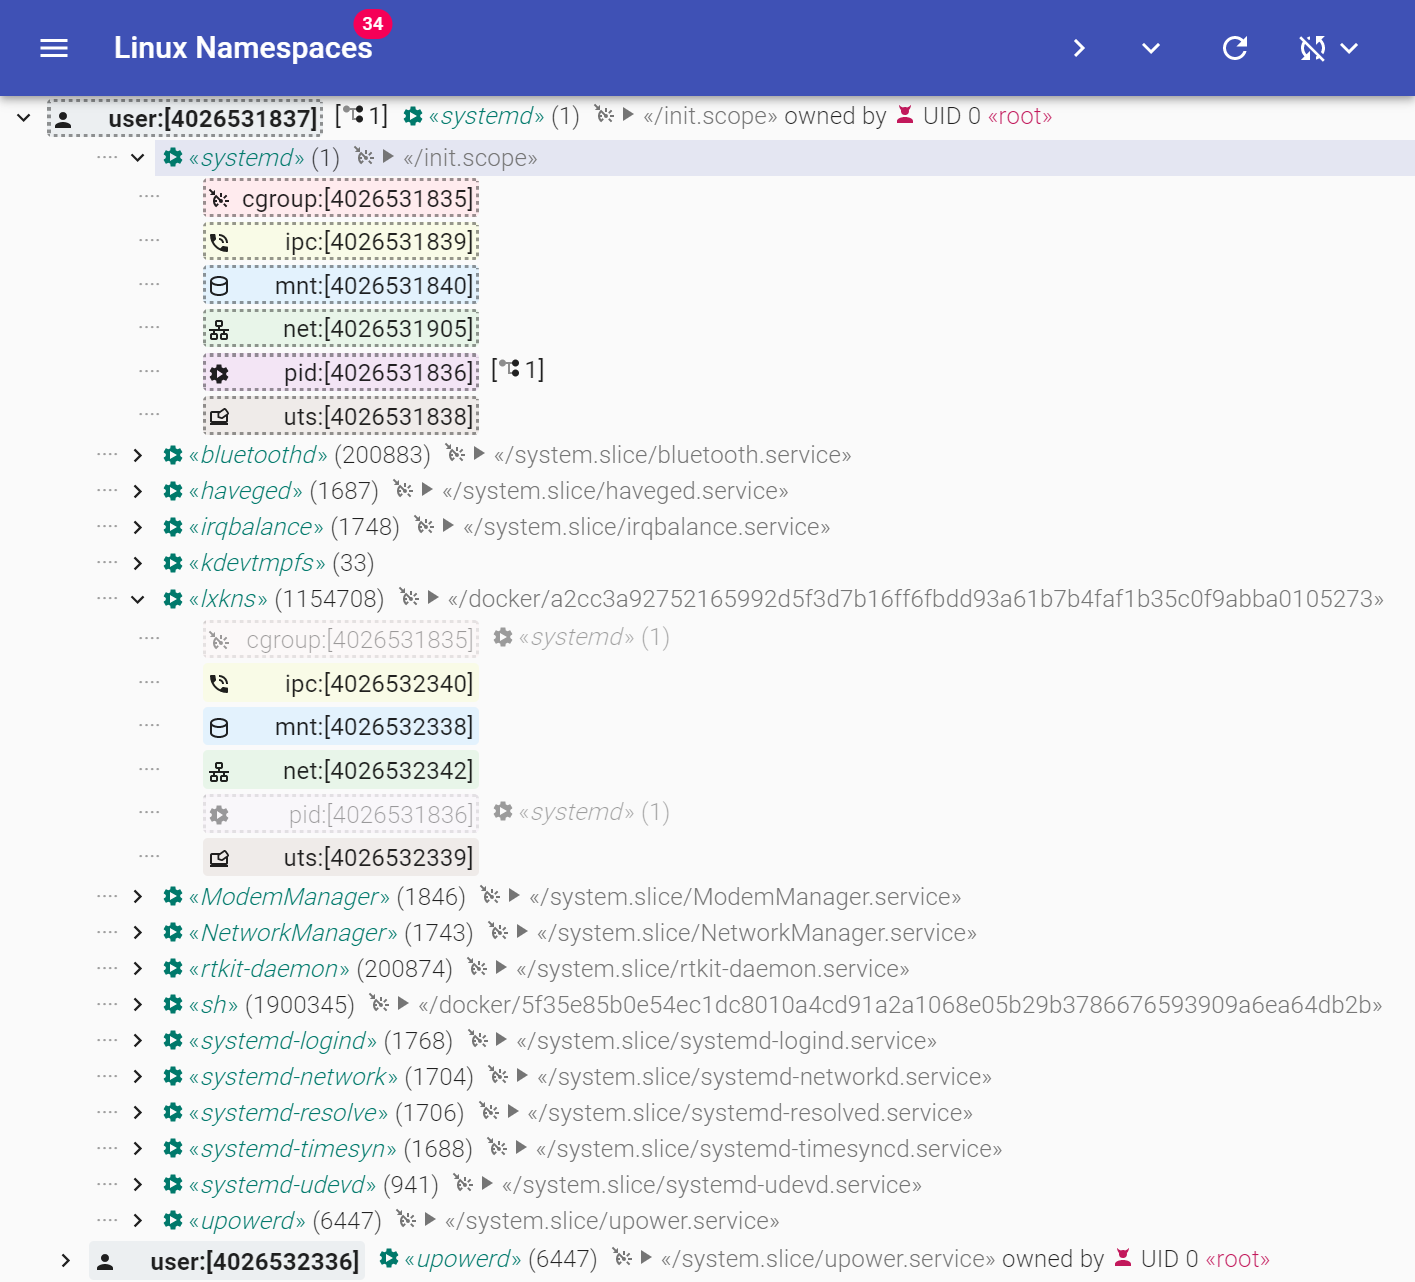 Linux Namespaces 34
user:[4026531837] [1] «systemd» (1) «/init.scope» owned by UID 0 «root»
«systemd» (1) «/init.scope»
cgroup:[4026531835]
ipc:[4026531839]
mnt:[4026531840]
net:[4026531905]
pid:[4026531836] [1]
uts:[4026531838]
«bluetoothd» (200883) «/system.slice/bluetooth.service»
«haveged» (1687) «/system.slice/haveged.service»
«irqbalance» (1748) «/system.slice/irqbalance.service»
«kdevtmpfs» (33)
«lxkns» (1154708) «/docker/a2cc3a92752165992d5f3d7b16ff6fbdd93a61b7b4faf1b35c0f9abba0105273»
cgroup:[4026531835] «systemd» (1)
ipc:[4026532340]
mnt:[4026532338]
net:[4026532342]
pid:[4026531836] «systemd» (1)
uts:[4026532339]
«ModemManager» (1846) «/system.slice/ModemManager.service»
«NetworkManager» (1743) «/system.slice/NetworkManager.service»
«rtkit-daemon» (200874) «/system.slice/rtkit-daemon.service»
«sh» (1900345) «/docker/5f35e85b0e54ec1dc8010a4cd91a2a1068e05b29b3786676593909a6ea64db2b»
«systemd-logind» (1768) «/system.slice/systemd-logind.service»
«systemd-network» (1704) «/system.slice/systemd-networkd.service»
«systemd-resolve» (1706) «/system.slice/systemd-resolved.service»
«systemd-timesyn» (1688) «/system.slice/systemd-timesyncd.service»
«systemd-udevd» (941) «/system.slice/systemd-udevd.service»
«upowerd» (6447) «/system.slice/upower.service»
user:[4026532336] «upowerd» (6447) «/system.slice/upower.service» owned by UID 0 «root»